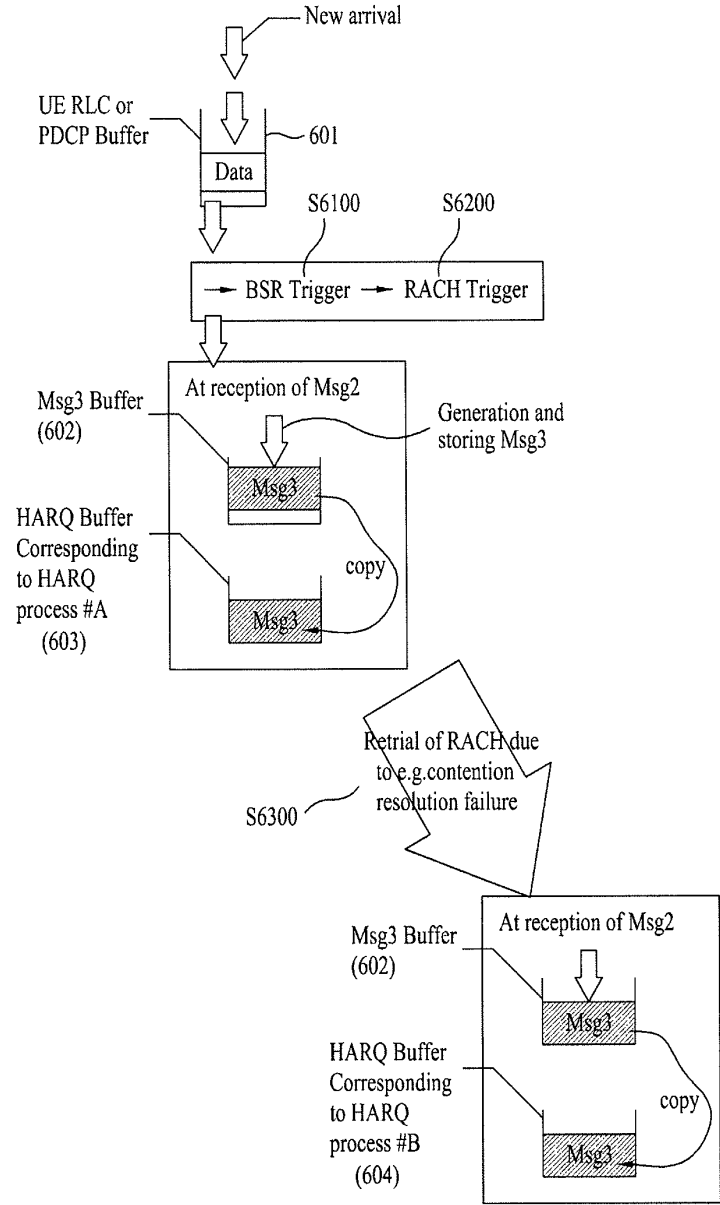 New arrival
UE RLC or
PDCP Buffer
601
Data
S6100
S6200
BSR Trigger
RACH Trigger
At reception of Msg2
Msg3 Buffer
(602)
Generation and
storing Msg3
Msg3
HARQ Buffer
Corresponding
to HARQ
process #A
(603)
copy
Msg3
Retrial of RACH due
to e.g.contention
resolution failure
S6300
At reception of Msg2
Msg3 Buffer
(602)
Msg3
HARQ Buffer
Corresponding
to HARQ
process #B
(604)
copy
Msg3